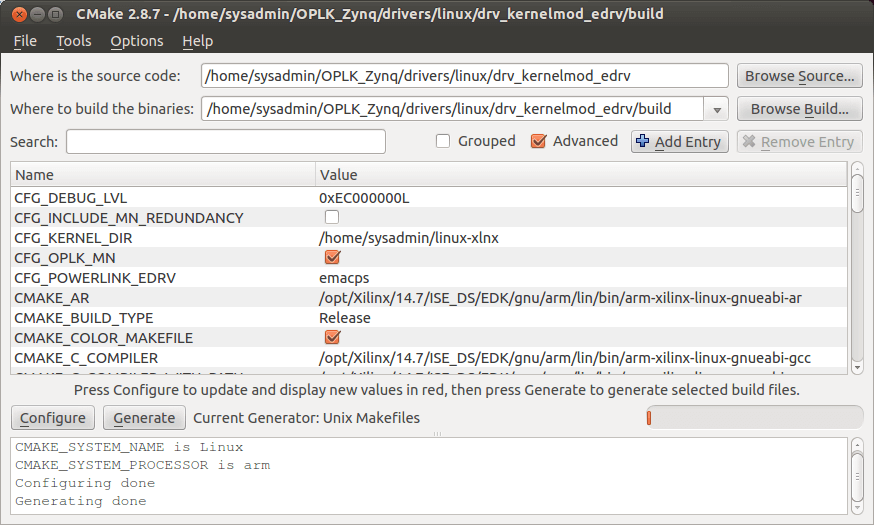 CMake 2.8.7 - /home/sysadmin/OPLK_Zynq/drivers/linux/drv_kernelmod_edrv/build
File Tools Options Help
Where is the source code: /home/sysadmin/OPLK_Zynq/drivers/linux/drv_kernelmod_edrv Browse Source...
Where to build the binaries: /home/sysadmin/OPLK_Zynq/drivers/linux/drv_kernelmod_edrv/build Browse Build...
Search: Grouped Advanced Add Entry Remove Entry
Name Value
CFG_DEBUG_LVL 0xEC000000L
CFG_INCLUDE_MN_REDUNDANCY
CFG_KERNEL_DIR /home/sysadmin/linux-xlnx
CFG_OPLK_MN
CFG_POWERLINK_EDRV emacps
CMAKE_AR /opt/Xilinx/14.7/ISE_DS/EDK/gnu/arm/lin/bin/arm-xilinx-linux-gnueabi-ar
CMAKE_BUILD_TYPE Release
CMAKE_COLOR_MAKEFILE
CMAKE_C_COMPILER /opt/Xilinx/14.7/ISE_DS/EDK/gnu/arm/lin/bin/arm-xilinx-linux-gnueabi-gcc
Press Configure to update and display new values in red, then press Generate to generate selected build files.
Configure Generate Current Generator: Unix Makefiles
CMAKE_SYSTEM_NAME is Linux
CMAKE_SYSTEM_PROCESSOR is arm
Configuring done
Generating done